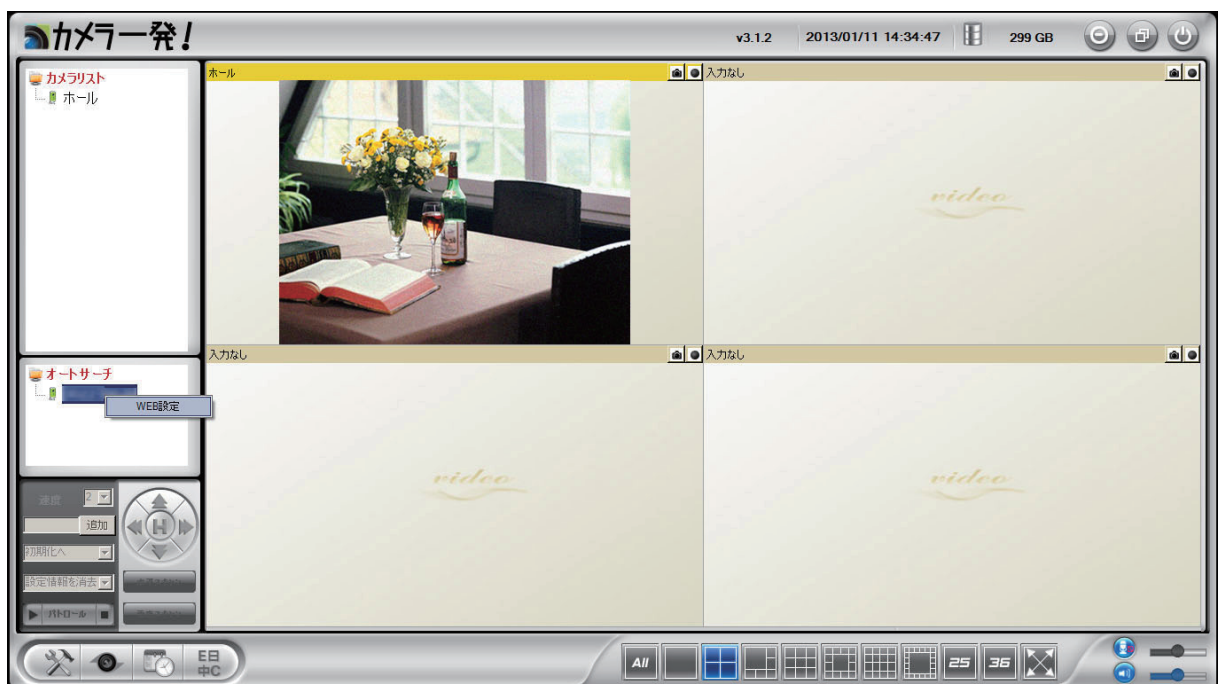 カメラ一発！
v3.1.2 2013/01/11 14:34:47 299 GB
カメラリスト
ホール
ホール
入力なし
video
オートサーチ
WEB設定
入力なし
video
入力なし
video
速度 2
追加
初期化へ
設定情報を消去
パトロール
E日
中C
All
25
36